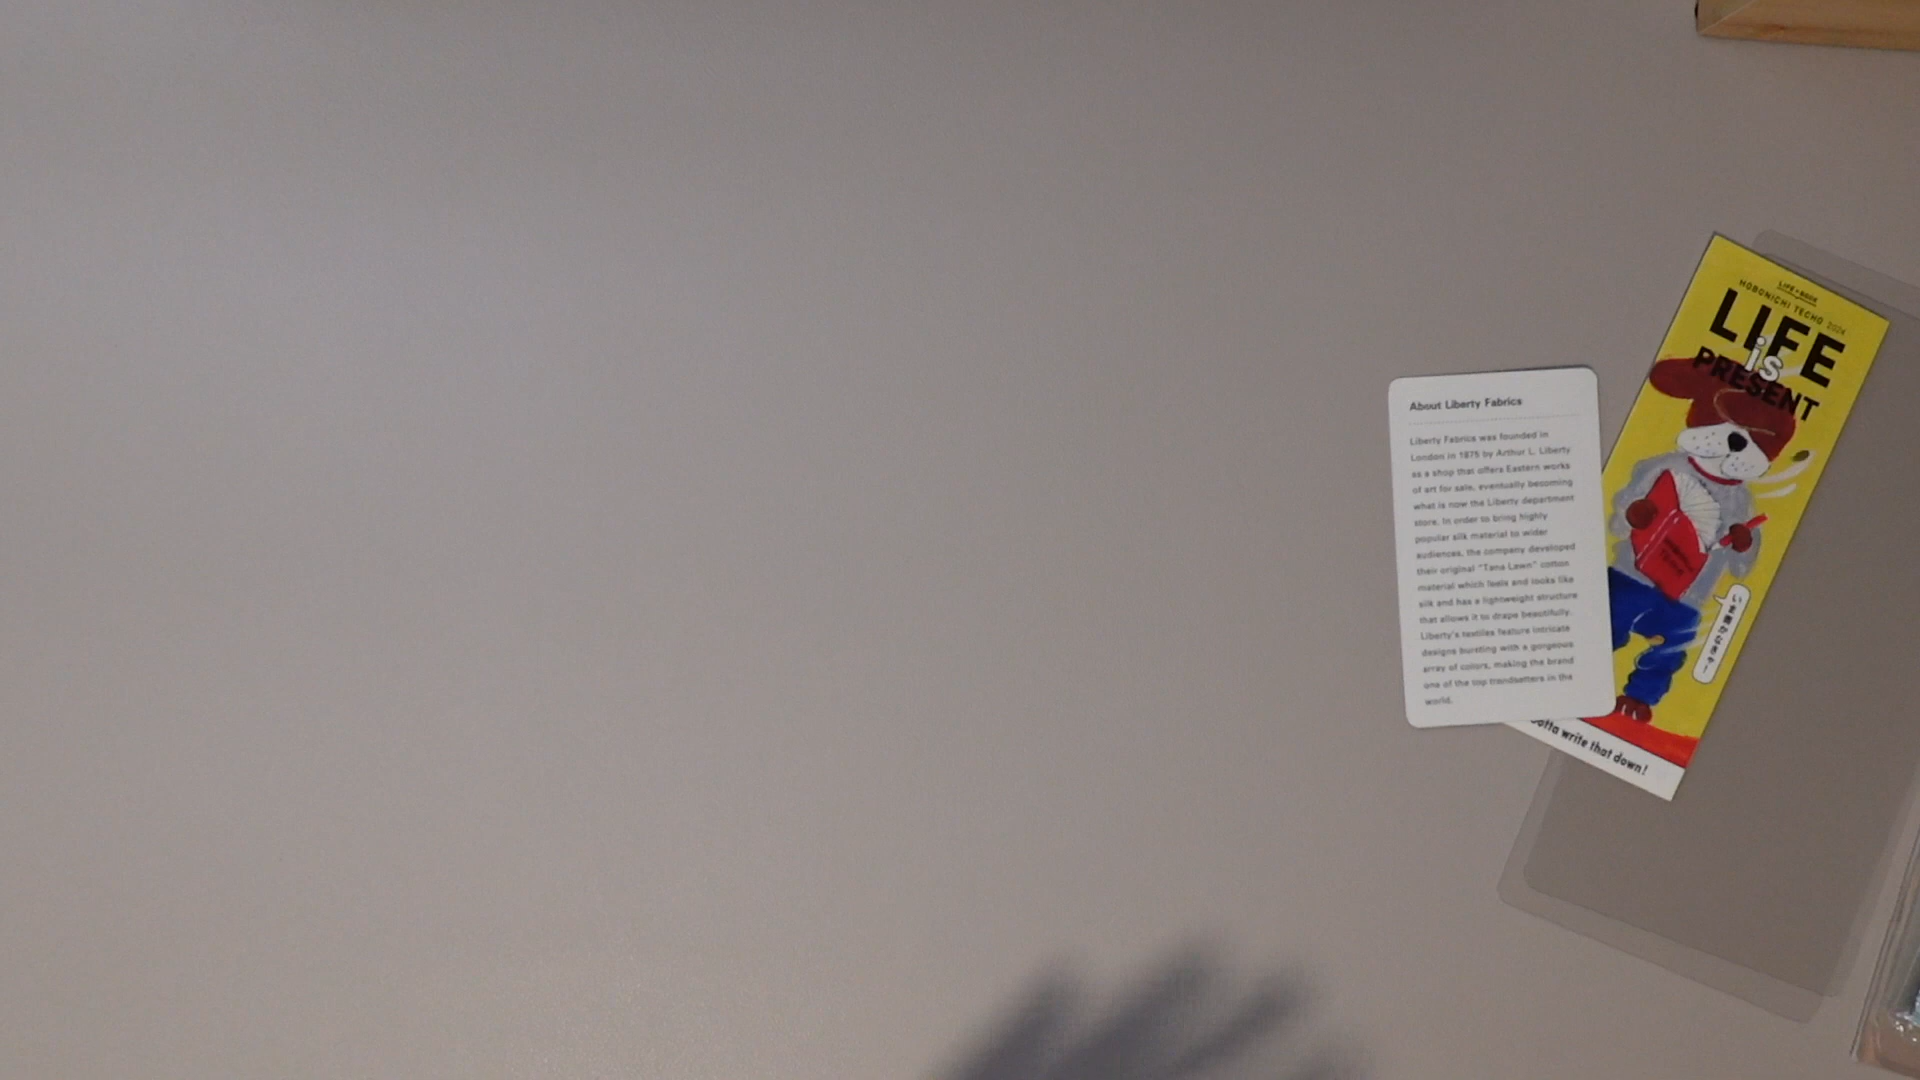 About Liberty Fabrics
Liberty Fabrics was founded in
London in 1875 by Arthur L. Liberty
as a shop that offers Eastern works
of art for sale, eventually becoming
what is now the Liberty department
store. In order to bring highly
popular silk material to wider
audiences, the company developed
their original "Tana Lawn" cotton
material which feels and looks like
silk and has a lightweight structure
that allows it to drape beautifully.
Liberty's textiles feature intricate
designs bursting with a gorgeous
array of colors, making the brand
one of the top trendsetters in the
world.
LIFE•BOOK
HOBONICHI TECHO 2024
LIFE
is
PRESENT
いま書かなきゃ!
otta write that down!